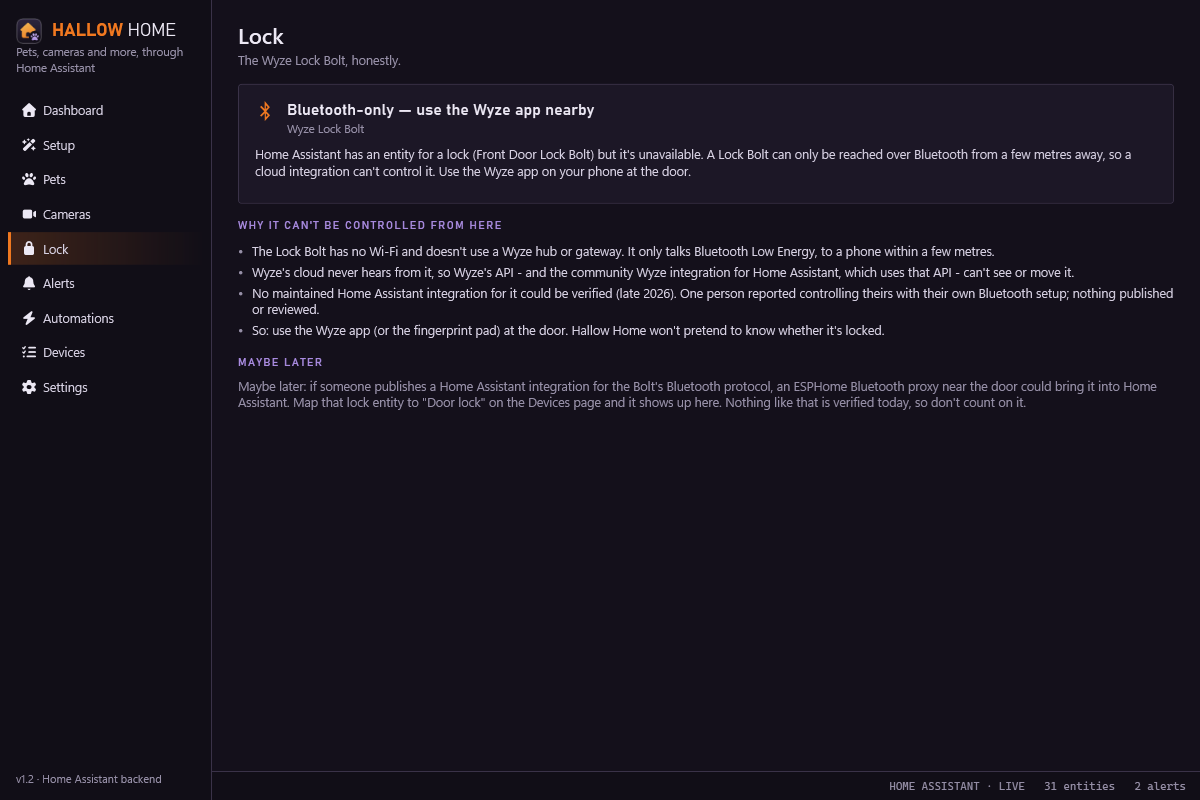 HALLOW HOME
Pets, cameras and more, through
Home Assistant
Dashboard
Setup
Pets
Cameras
Lock
Alerts
Automations
Devices
Settings
v1.2 · Home Assistant backend
Lock
The Wyze Lock Bolt, honestly.
Bluetooth-only — use the Wyze app nearby
Wyze Lock Bolt
Home Assistant has an entity for a lock (Front Door Lock Bolt) but it's unavailable. A Lock Bolt can only be reached over Bluetooth from a few metres away, so a
cloud integration can't control it. Use the Wyze app on your phone at the door.
WHY IT CAN'T BE CONTROLLED FROM HERE
• The Lock Bolt has no Wi-Fi and doesn't use a Wyze hub or gateway. It only talks Bluetooth Low Energy, to a phone within a few metres.
• Wyze's cloud never hears from it, so Wyze's API - and the community Wyze integration for Home Assistant, which uses that API - can't see or move it.
• No maintained Home Assistant integration for it could be verified (late 2026). One person reported controlling theirs with their own Bluetooth setup; nothing published
or reviewed.
• So: use the Wyze app (or the fingerprint pad) at the door. Hallow Home won't pretend to know whether it's locked.
MAYBE LATER
Maybe later: if someone publishes a Home Assistant integration for the Bolt's Bluetooth protocol, an ESPHome Bluetooth proxy near the door could bring it into Home
Assistant. Map that lock entity to "Door lock" on the Devices page and it shows up here. Nothing like that is verified today, so don't count on it.
HOME ASSISTANT · LIVE 31 entities 2 alerts